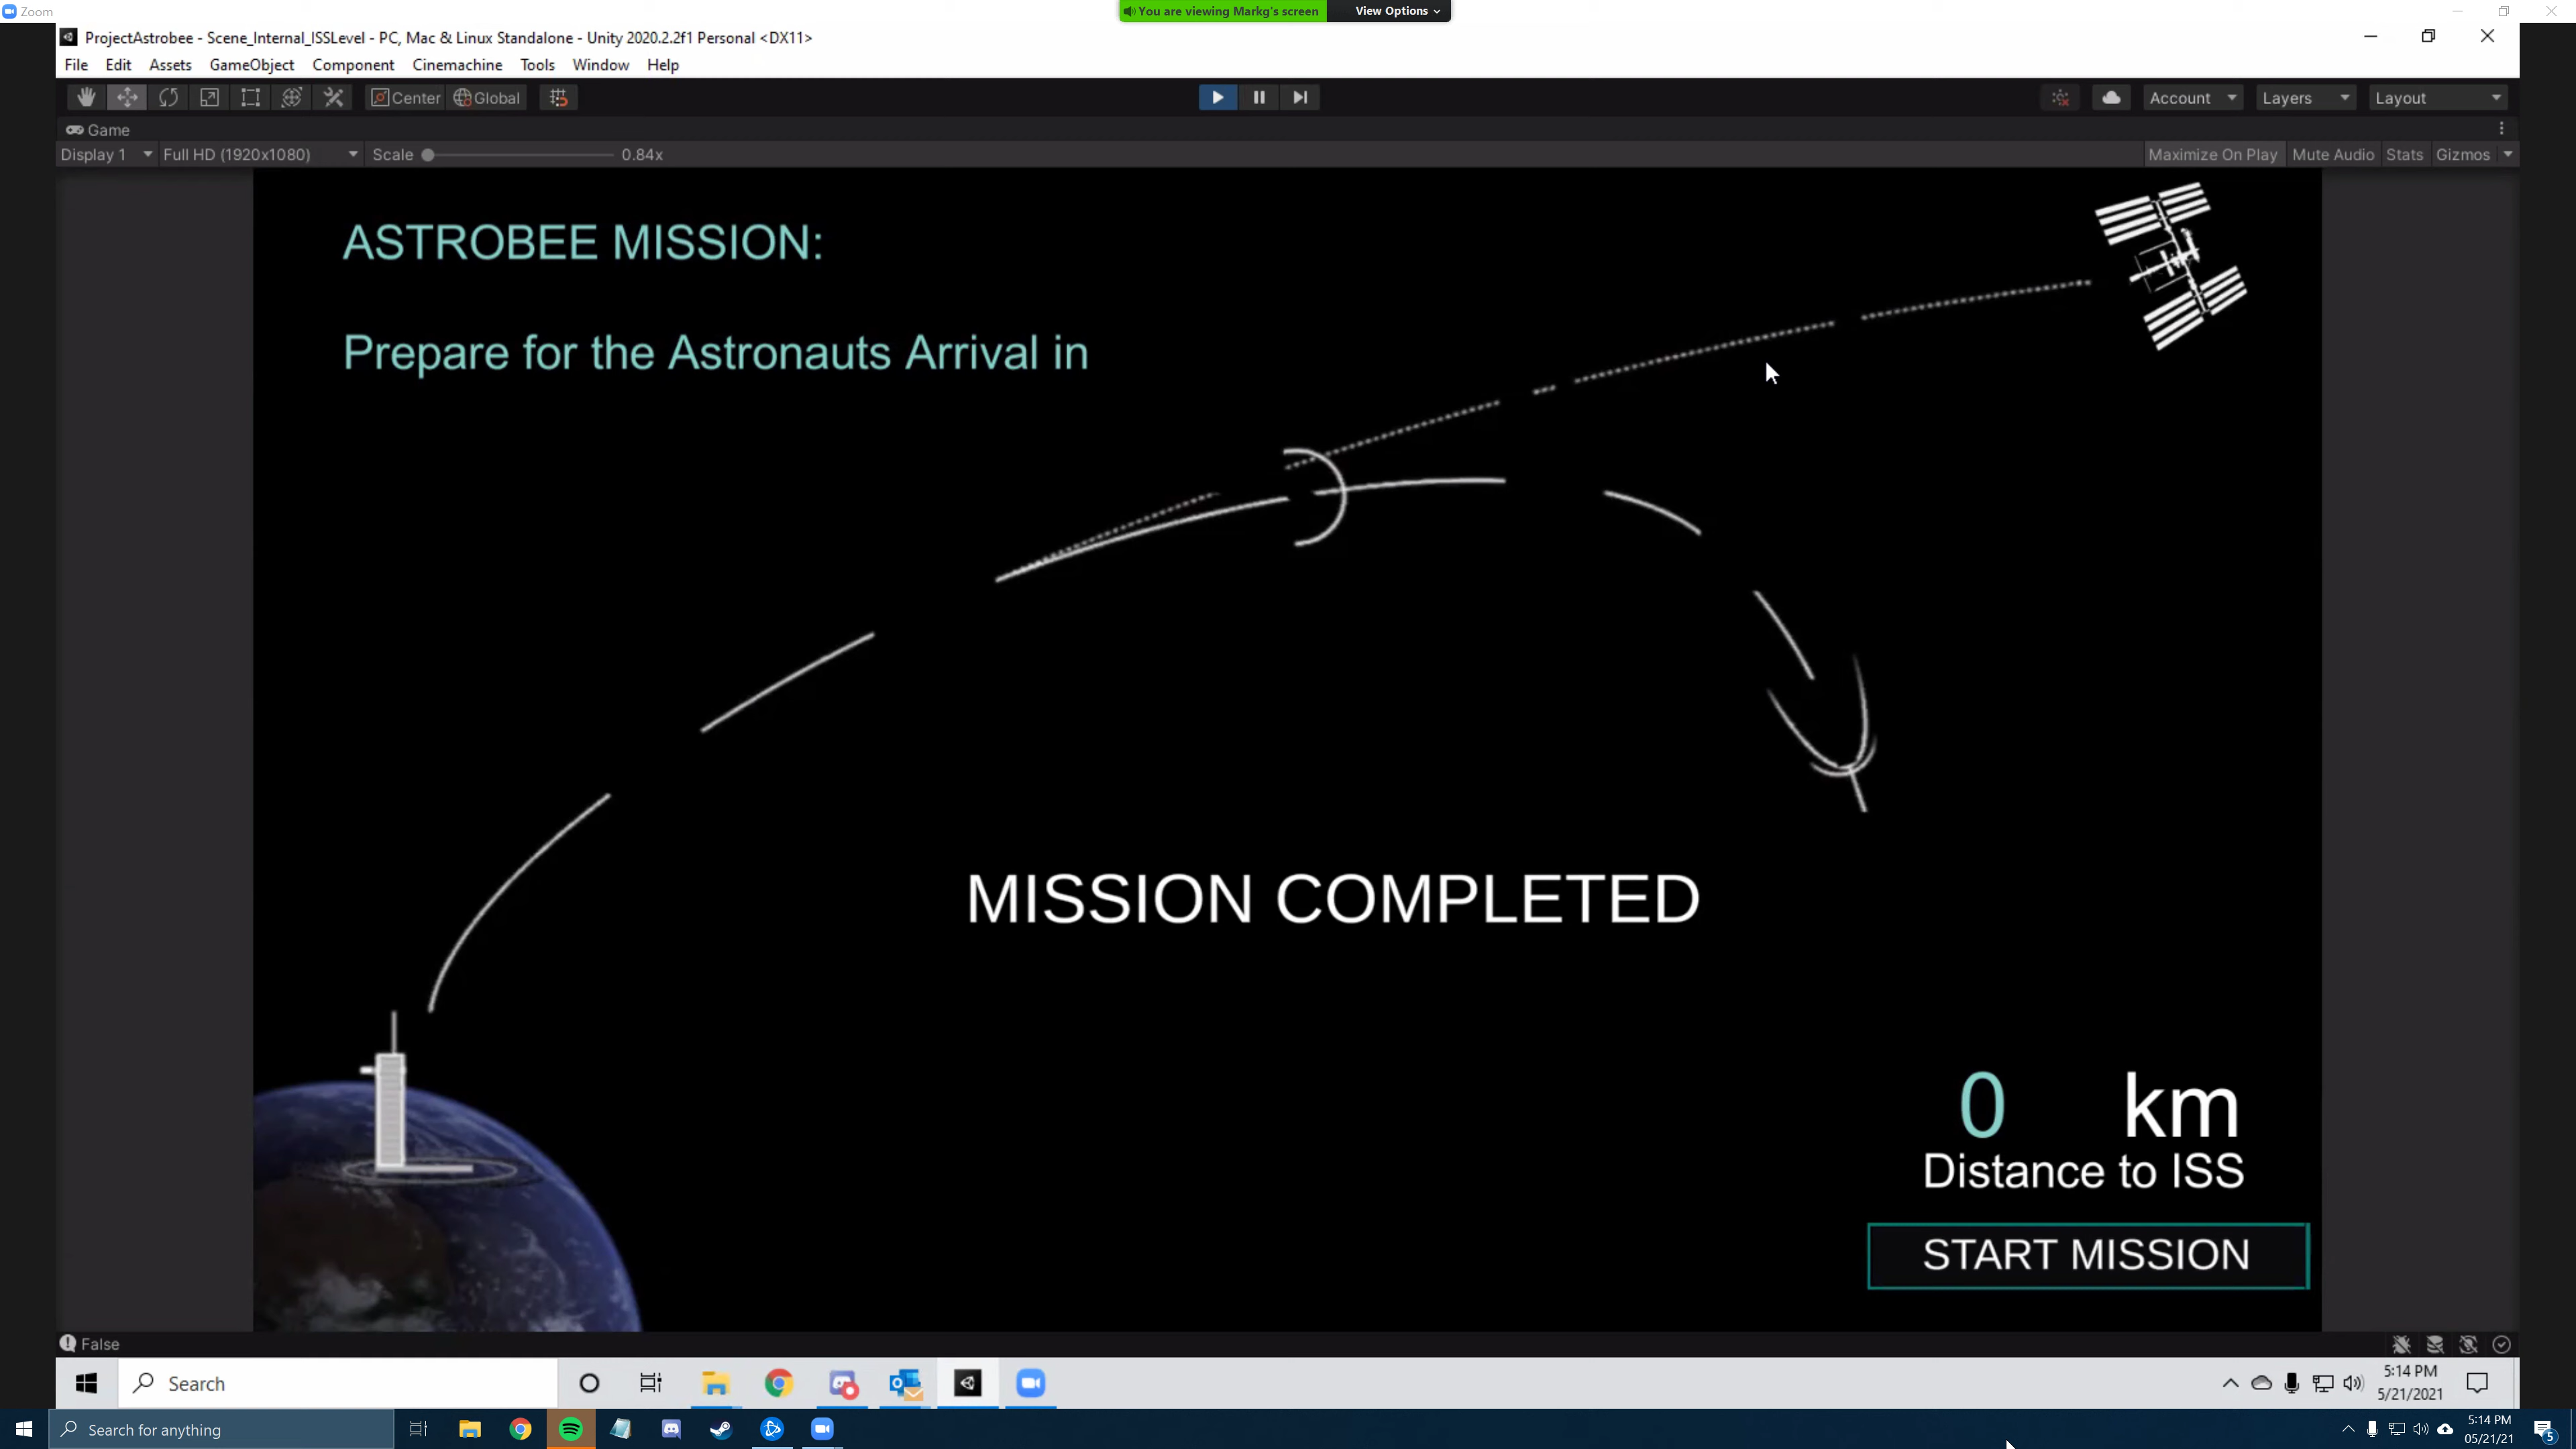 Zoom
You are viewing Markg's screen
View Options
ProjectAstrobee - Scene_Internal_ISSLevel - PC, Mac & Linux Standalone - Unity 2020.2.2f1 Personal <DX11>
File Edit Assets GameObject Component Cinemachine Tools Window Help
Center Global Account Layers Layout
Game
Display 1 Full HD (1920x1080) Scale 0.84x Maximize On Play Mute Audio Stats Gizmos
ASTROBEE MISSION:
Prepare for the Astronauts Arrival in
MISSION COMPLETED
0 km
Distance to ISS
START MISSION
False
Search
5:14 PM
5/21/2021
Search for anything
5:14 PM
05/21/21
5